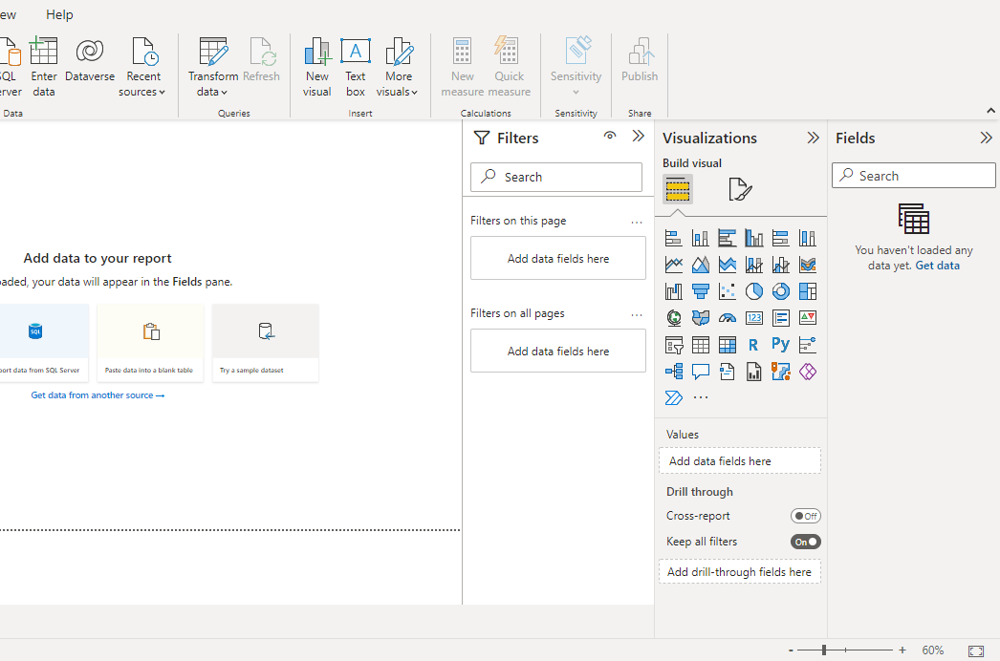 ew Help
SQL Enter Dataverse Recent Transform Refresh New Text More New Quick Sensitivity Publish
erver data sources data visual box visuals measure measure
Data Queries Insert Calculations Sensitivity Share
Filters
Search
Filters on this page ...
Add data fields here
Filters on all pages ...
Add data fields here
Visualizations
Build visual
123
R Py
...
Values
Add data fields here
Drill through
Cross-report Off
Keep all filters On
Add drill-through fields here
Fields
Search
You haven't loaded any
data yet. Get data
Add data to your report
oaded, your data will appear in the Fields pane.
SQL
port data from SQL Server Paste data into a blank table Try a sample dataset
Get data from another source →
- + 60%